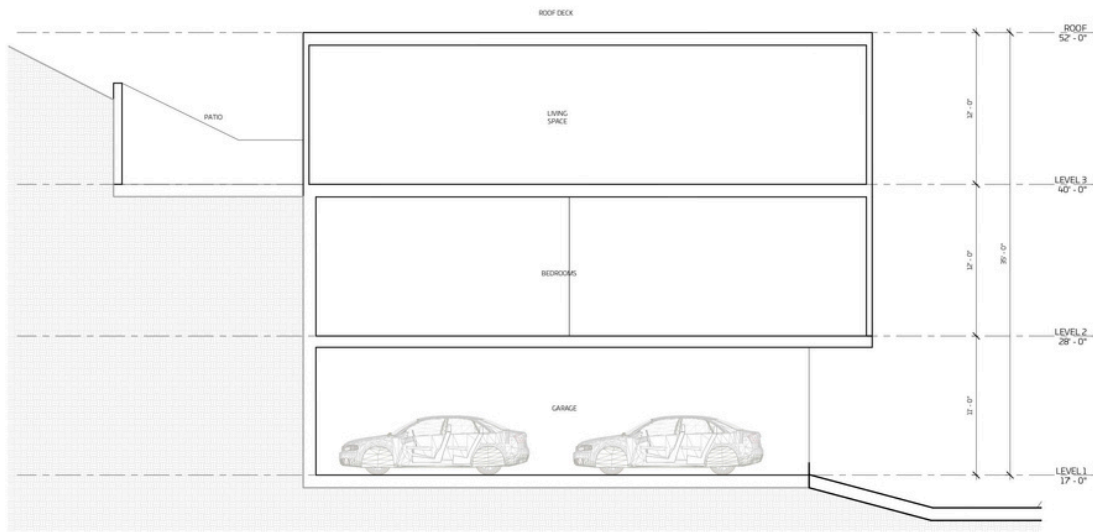 ROOF DECK
ROOF
52' - 0"
LIVING
SPACE
PATIO
12' - 0"
LEVEL 3
40' - 0"
BEDROOMS
12' - 0"
35' - 0"
LEVEL 2
28' - 0"
GARAGE
11' - 0"
LEVEL 1
17' - 0"